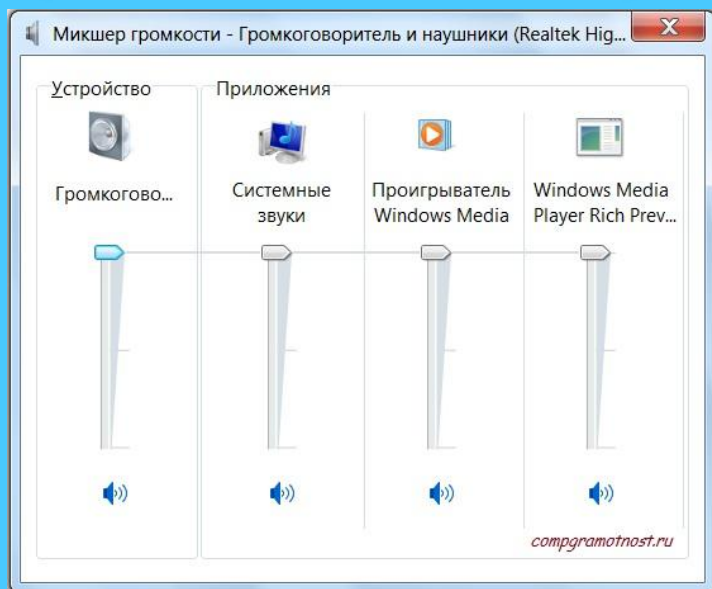 Микшер громкости - Громкоговоритель и наушники (Realtek Hig...
Устройство
Приложения
Громкогово...
Системные
звуки
Проигрыватель
Windows Media
Windows Media
Player Rich Prev...
compgramotnost.ru